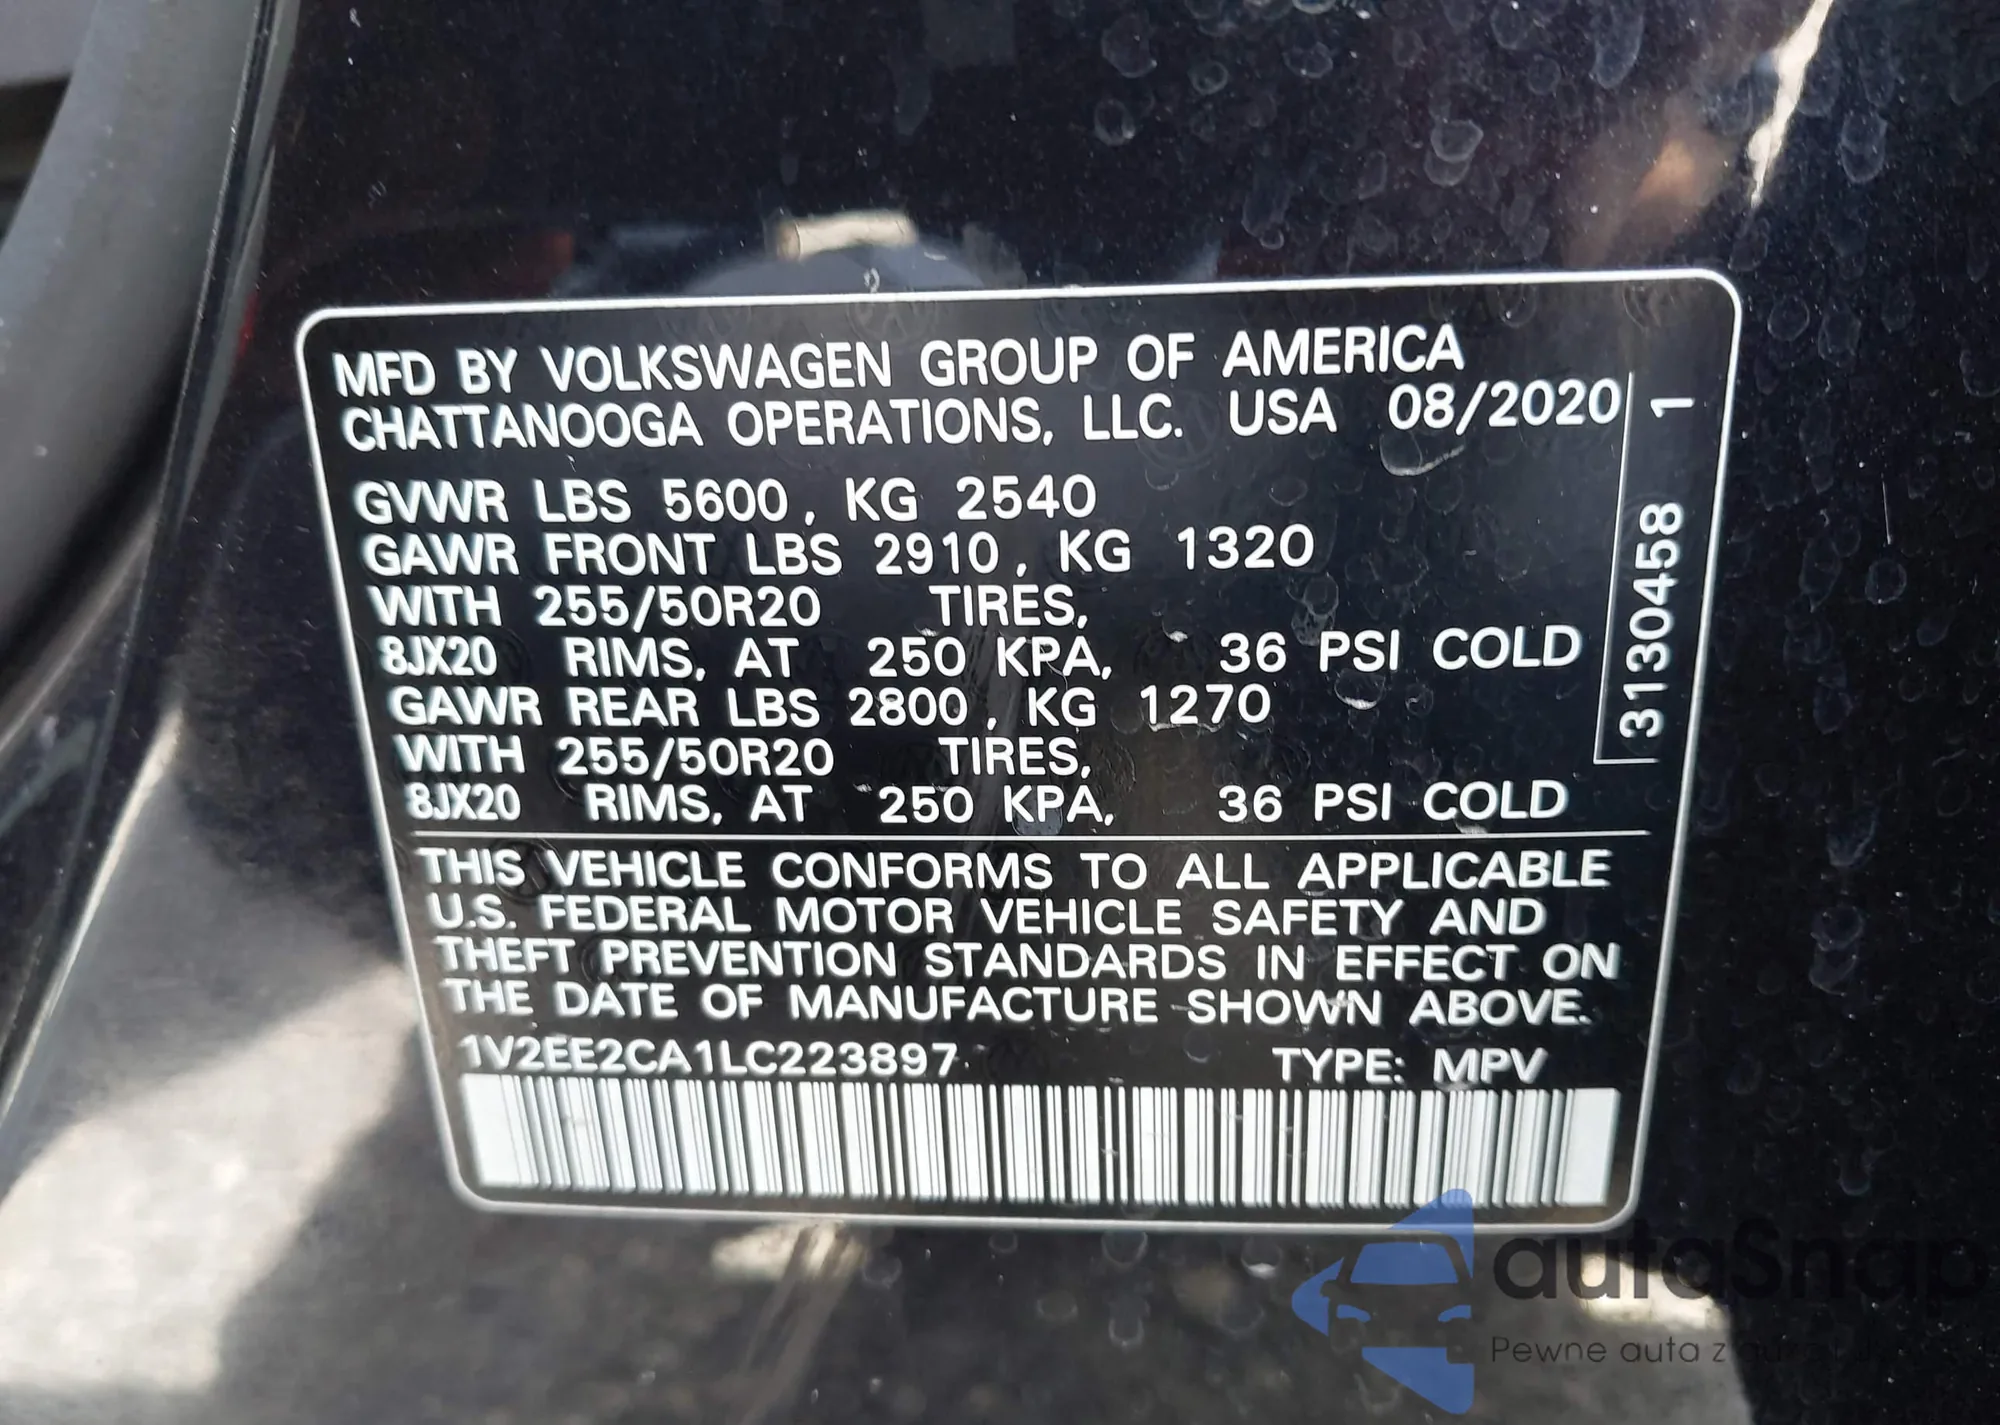 MFD BY VOLKSWAGEN GROUP OF AMERICA
CHATTANOOGA OPERATIONS, LLC. USA 08/2020
GVWR LBS 5600, KG 2540
GAWR FRONT LBS 2910, KG 1320
WITH 255/50R20 TIRES,
8JX20 RIMS, AT 250 KPA, 36 PSI COLD
GAWR REAR LBS 2800, KG 1270
WITH 255/50R20 TIRES,
8JX20 RIMS, AT 250 KPA, 36 PSI COLD
3130458 1
THIS VEHICLE CONFORMS TO ALL APPLICABLE
U.S. FEDERAL MOTOR VEHICLE SAFETY AND
THEFT PREVENTION STANDARDS IN EFFECT ON
THE DATE OF MANUFACTURE SHOWN ABOVE.
1V2EE2CA1LC223897 TYPE: MPV
autaSnap
Pewne auta z